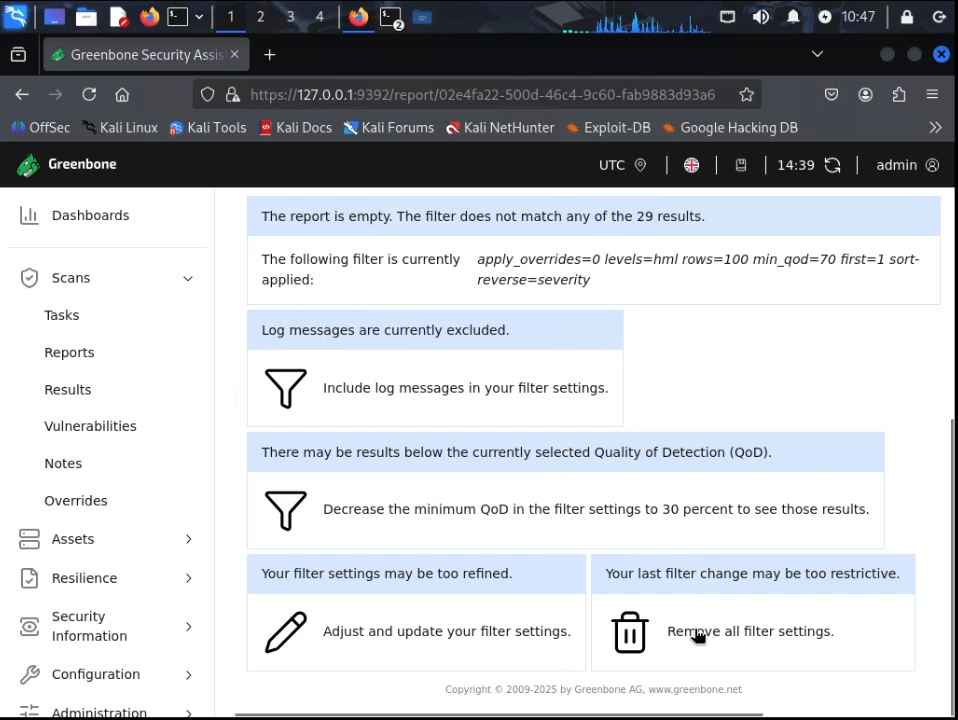 1 2 3 4 2 10:47
Greenbone Security Assis
https://127.0.0.1:9392/report/02e4fa22-500d-46c4-9c60-fab9883d93a6
OffSec Kali Linux Kali Tools Kali Docs Kali Forums Kali NetHunter Exploit-DB Google Hacking DB
Greenbone UTC 14:39 admin
Dashboards
Scans
Tasks
Reports
Results
Vulnerabilities
Notes
Overrides
Assets
Resilience
Security
Information
Configuration
Administration
The report is empty. The filter does not match any of the 29 results.
The following filter is currently
applied:
apply_overrides=0 levels=hml rows=100 min_qod=70 first=1 sort-
reverse=severity
Log messages are currently excluded.
Include log messages in your filter settings.
There may be results below the currently selected Quality of Detection (QoD).
Decrease the minimum QoD in the filter settings to 30 percent to see those results.
Your filter settings may be too refined.
Adjust and update your filter settings.
Your last filter change may be too restrictive.
Remove all filter settings.
Copyright © 2009-2025 by Greenbone AG, www.greenbone.net